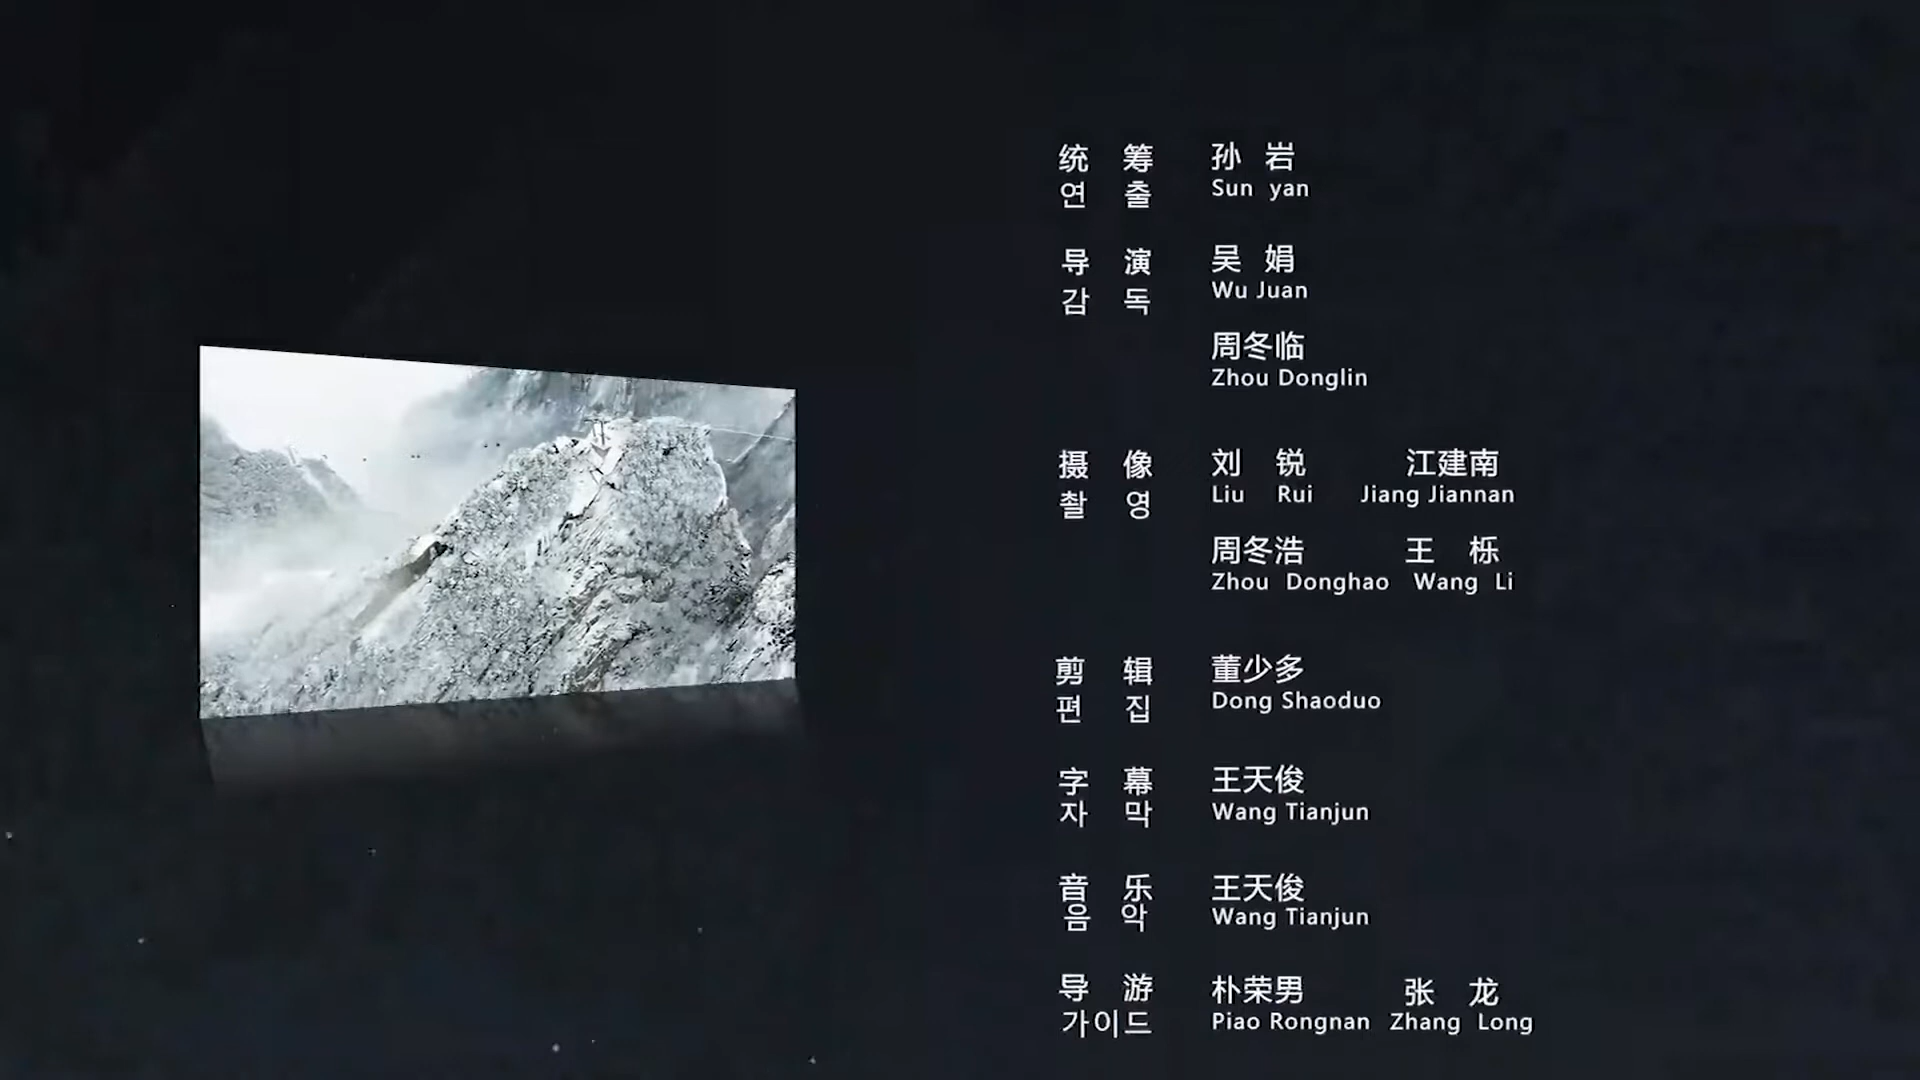 统 筹 孙 岩
연 출 Sun yan
导 演 吴 娟
감 독 Wu Juan
周冬临
Zhou Donglin
摄 像 刘 锐 江建南
촬 영 Liu Rui Jiang Jiannan
周冬浩 王 栎
Zhou Donghao Wang Li
剪 辑 董少多
편 집 Dong Shaoduo
字 幕 王天俊
자 막 Wang Tianjun
音 乐 王天俊
음 악 Wang Tianjun
导 游 朴荣男 张 龙
가이드 Piao Rongnan Zhang Long